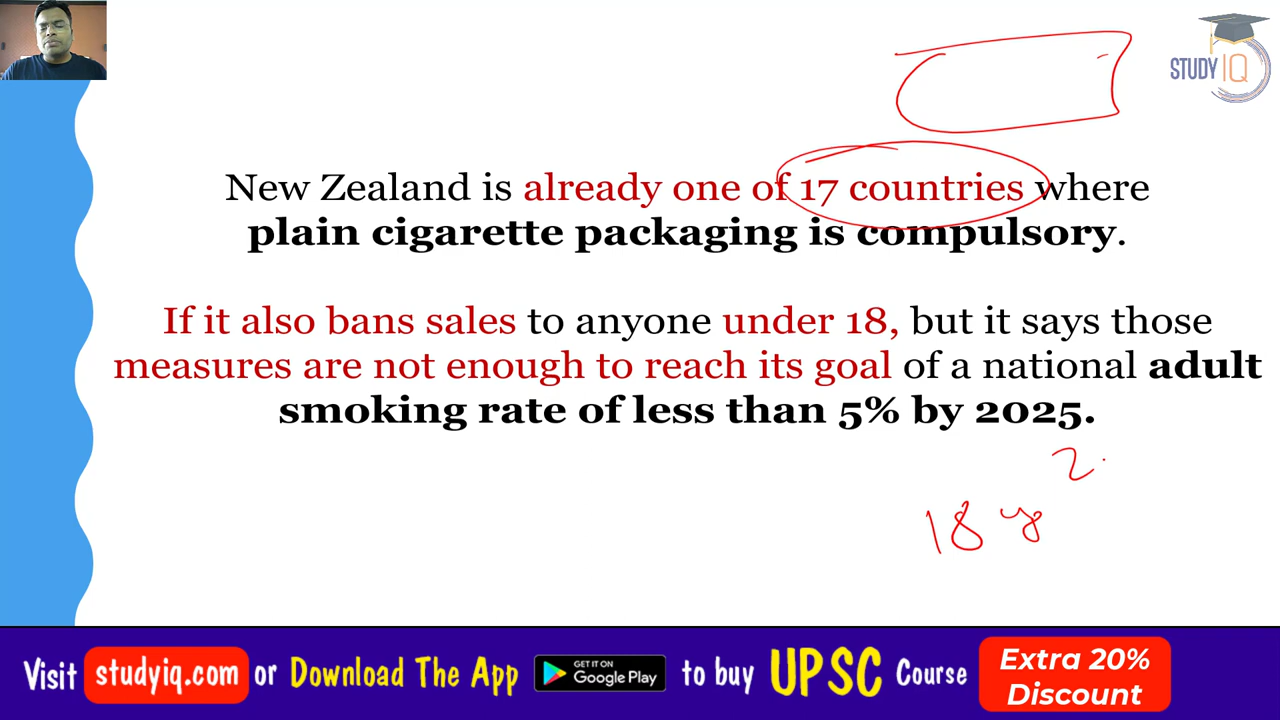 STUDY IQ
New Zealand is already one of 17 countries where
plain cigarette packaging is compulsory.
If it also bans sales to anyone under 18, but it says those
measures are not enough to reach its goal of a national adult
smoking rate of less than 5% by 2025.
2
18 yr
Visit studyiq.com or Download The App GET IT ON Google Play to buy UPSC Course Extra 20% Discount